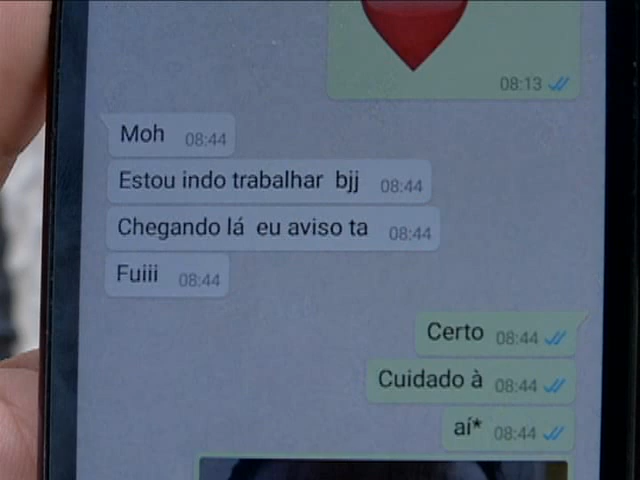 08:13
Moh 08:44
Estou indo trabalhar bjj 08:44
Chegando lá eu aviso ta 08:44
Fuiii 08:44
Certo 08:44
Cuidado à 08:44
aí* 08:44